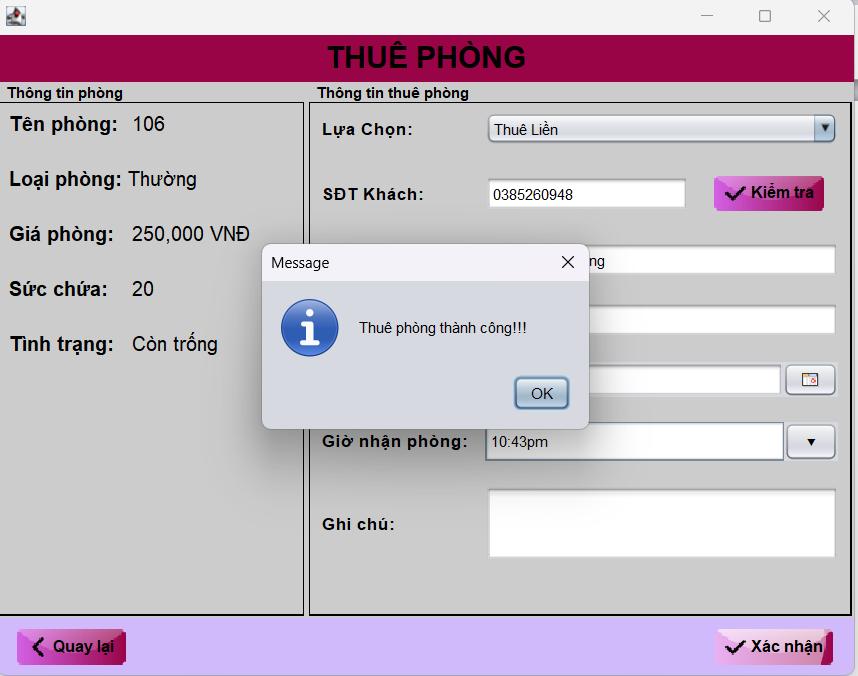 THUÊ PHÒNG
Thông tin phòng
Tên phòng: 106
Loại phòng: Thường
Giá phòng: 250,000 VNĐ
Sức chứa: 20
Tình trạng: Còn trống
Thông tin thuê phòng
Lựa Chọn: Thuê Liền
SĐT Khách: 0385260948 Kiểm tra
ng
Message
Thuê phòng thành công!!!
OK
Giờ nhận phòng: 10:43pm
Ghi chú:
Quay lại
Xác nhận